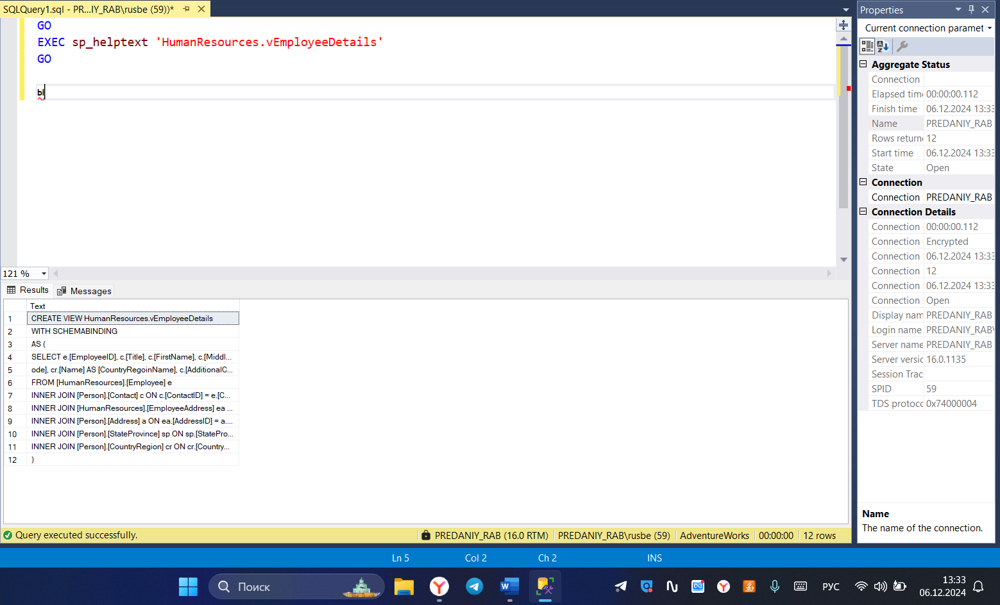 SQLQuery1.sql - PR...IY_RAB\rusbe (59))*
GO
EXEC sp_helptext 'HumanResources.vEmployeeDetails'
GO
ы
121 %
Results
Messages
Text
1 CREATE VIEW HumanResources.vEmployeeDetails
2 WITH SCHEMABINDING
3 AS (
4 SELECT e.[EmployeeID], c.[Title], c.[FirstName], c.[Middl...
5 ode], cr.[Name] AS [CountryRegoinName], c.[AdditionalC...
6 FROM [HumanResources].[Employee] e
7 INNER JOIN [Person].[Contact] c ON c.[ContactID] = e.[C...
8 INNER JOIN [HumanResources].[EmployeeAddress] ea ...
9 INNER JOIN [Person].[Address] a ON ea.[AddressID] = a....
10 INNER JOIN [Person].[StateProvince] sp ON sp.[StatePro...
11 INNER JOIN [Person].[CountryRegion] cr ON cr.[Country...
12 )
Query executed successfully.
PREDANIY_RAB (16.0 RTM)
PREDANIY_RAB\rusbe (59)
AdventureWorks
00:00:00
12 rows
Properties
Current connection paramet
Aggregate Status
Connection
Elapsed time 00:00:00.112
Finish time 06.12.2024 13:33
Name PREDANIY_RAB
Rows returne 12
Start time 06.12.2024 13:33
State Open
Connection
Connection PREDANIY_RAB
Connection Details
Connection 00:00:00.112
Connection Encrypted
Connection 06.12.2024 13:33
Connection 12
Connection 06.12.2024 13:33
Connection Open
Display nam PREDANIY_RAB
Login name PREDANIY_RAB\
Server name PREDANIY_RAB
Server versic 16.0.1135
Session Trac
SPID 59
TDS protocc 0x74000004
Name
The name of the connection.
Ln 5
Col 2
Ch 2
INS
Поиск
РУС
13:33
06.12.2024